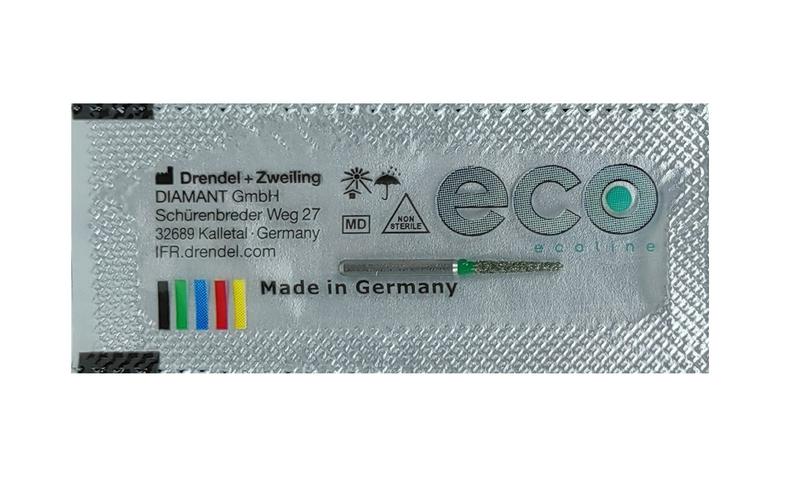 Drendel + Zweiling
DIAMANT GmbH
Schürenbreder Weg 27
32689 Kalletal · Germany
IFR.drendel.com
MD
NON
STERILE
eco
ecoline
Made in Germany